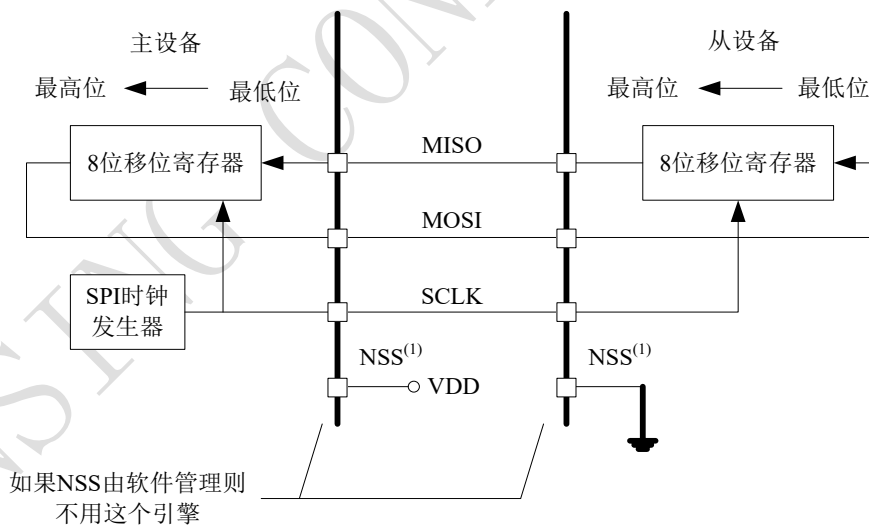 主设备
从设备
最高位
最低位
最高位
最低位
8位移位寄存器
MISO
8位移位寄存器
MOSI
SPI时钟
发生器
SCLK
NSS(1)
VDD
NSS(1)
如果NSS由软件管理则
不用这个引擎